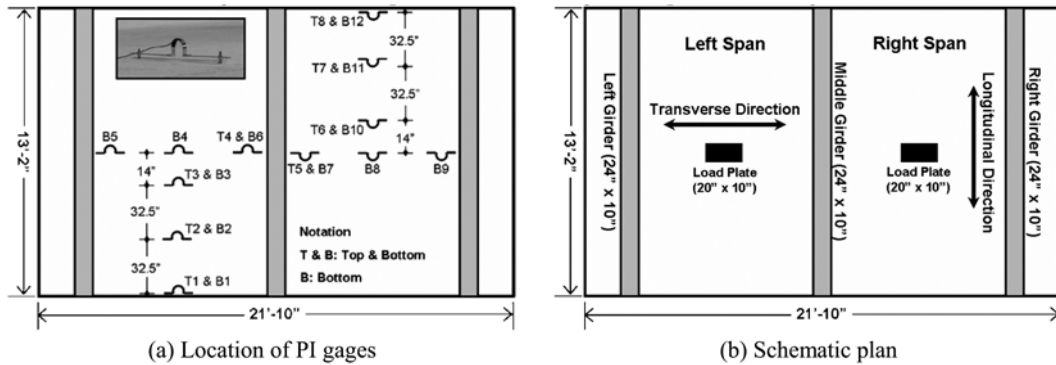 T8 & B12
32.5"
T7 & B11
32.5"
T6 & B10
14"
B5
B4
T4 & B6
T5 & B7
B8
B9
13'-2"
14"
T3 & B3
32.5"
T2 & B2
32.5"
T1 & B1
Notation
T & B: Top & Bottom
B: Bottom
21'-10"
(a) Location of PI gages
Left Span
Right Span
13'-2"
Left Girder (24" x 10")
Transverse Direction
Load Plate
(20" x 10")
Middle Girder (24" x 10")
Load Plate
(20" x 10")
Longitudinal Direction
Right Girder (24" x 10")
21'-10"
(b) Schematic plan